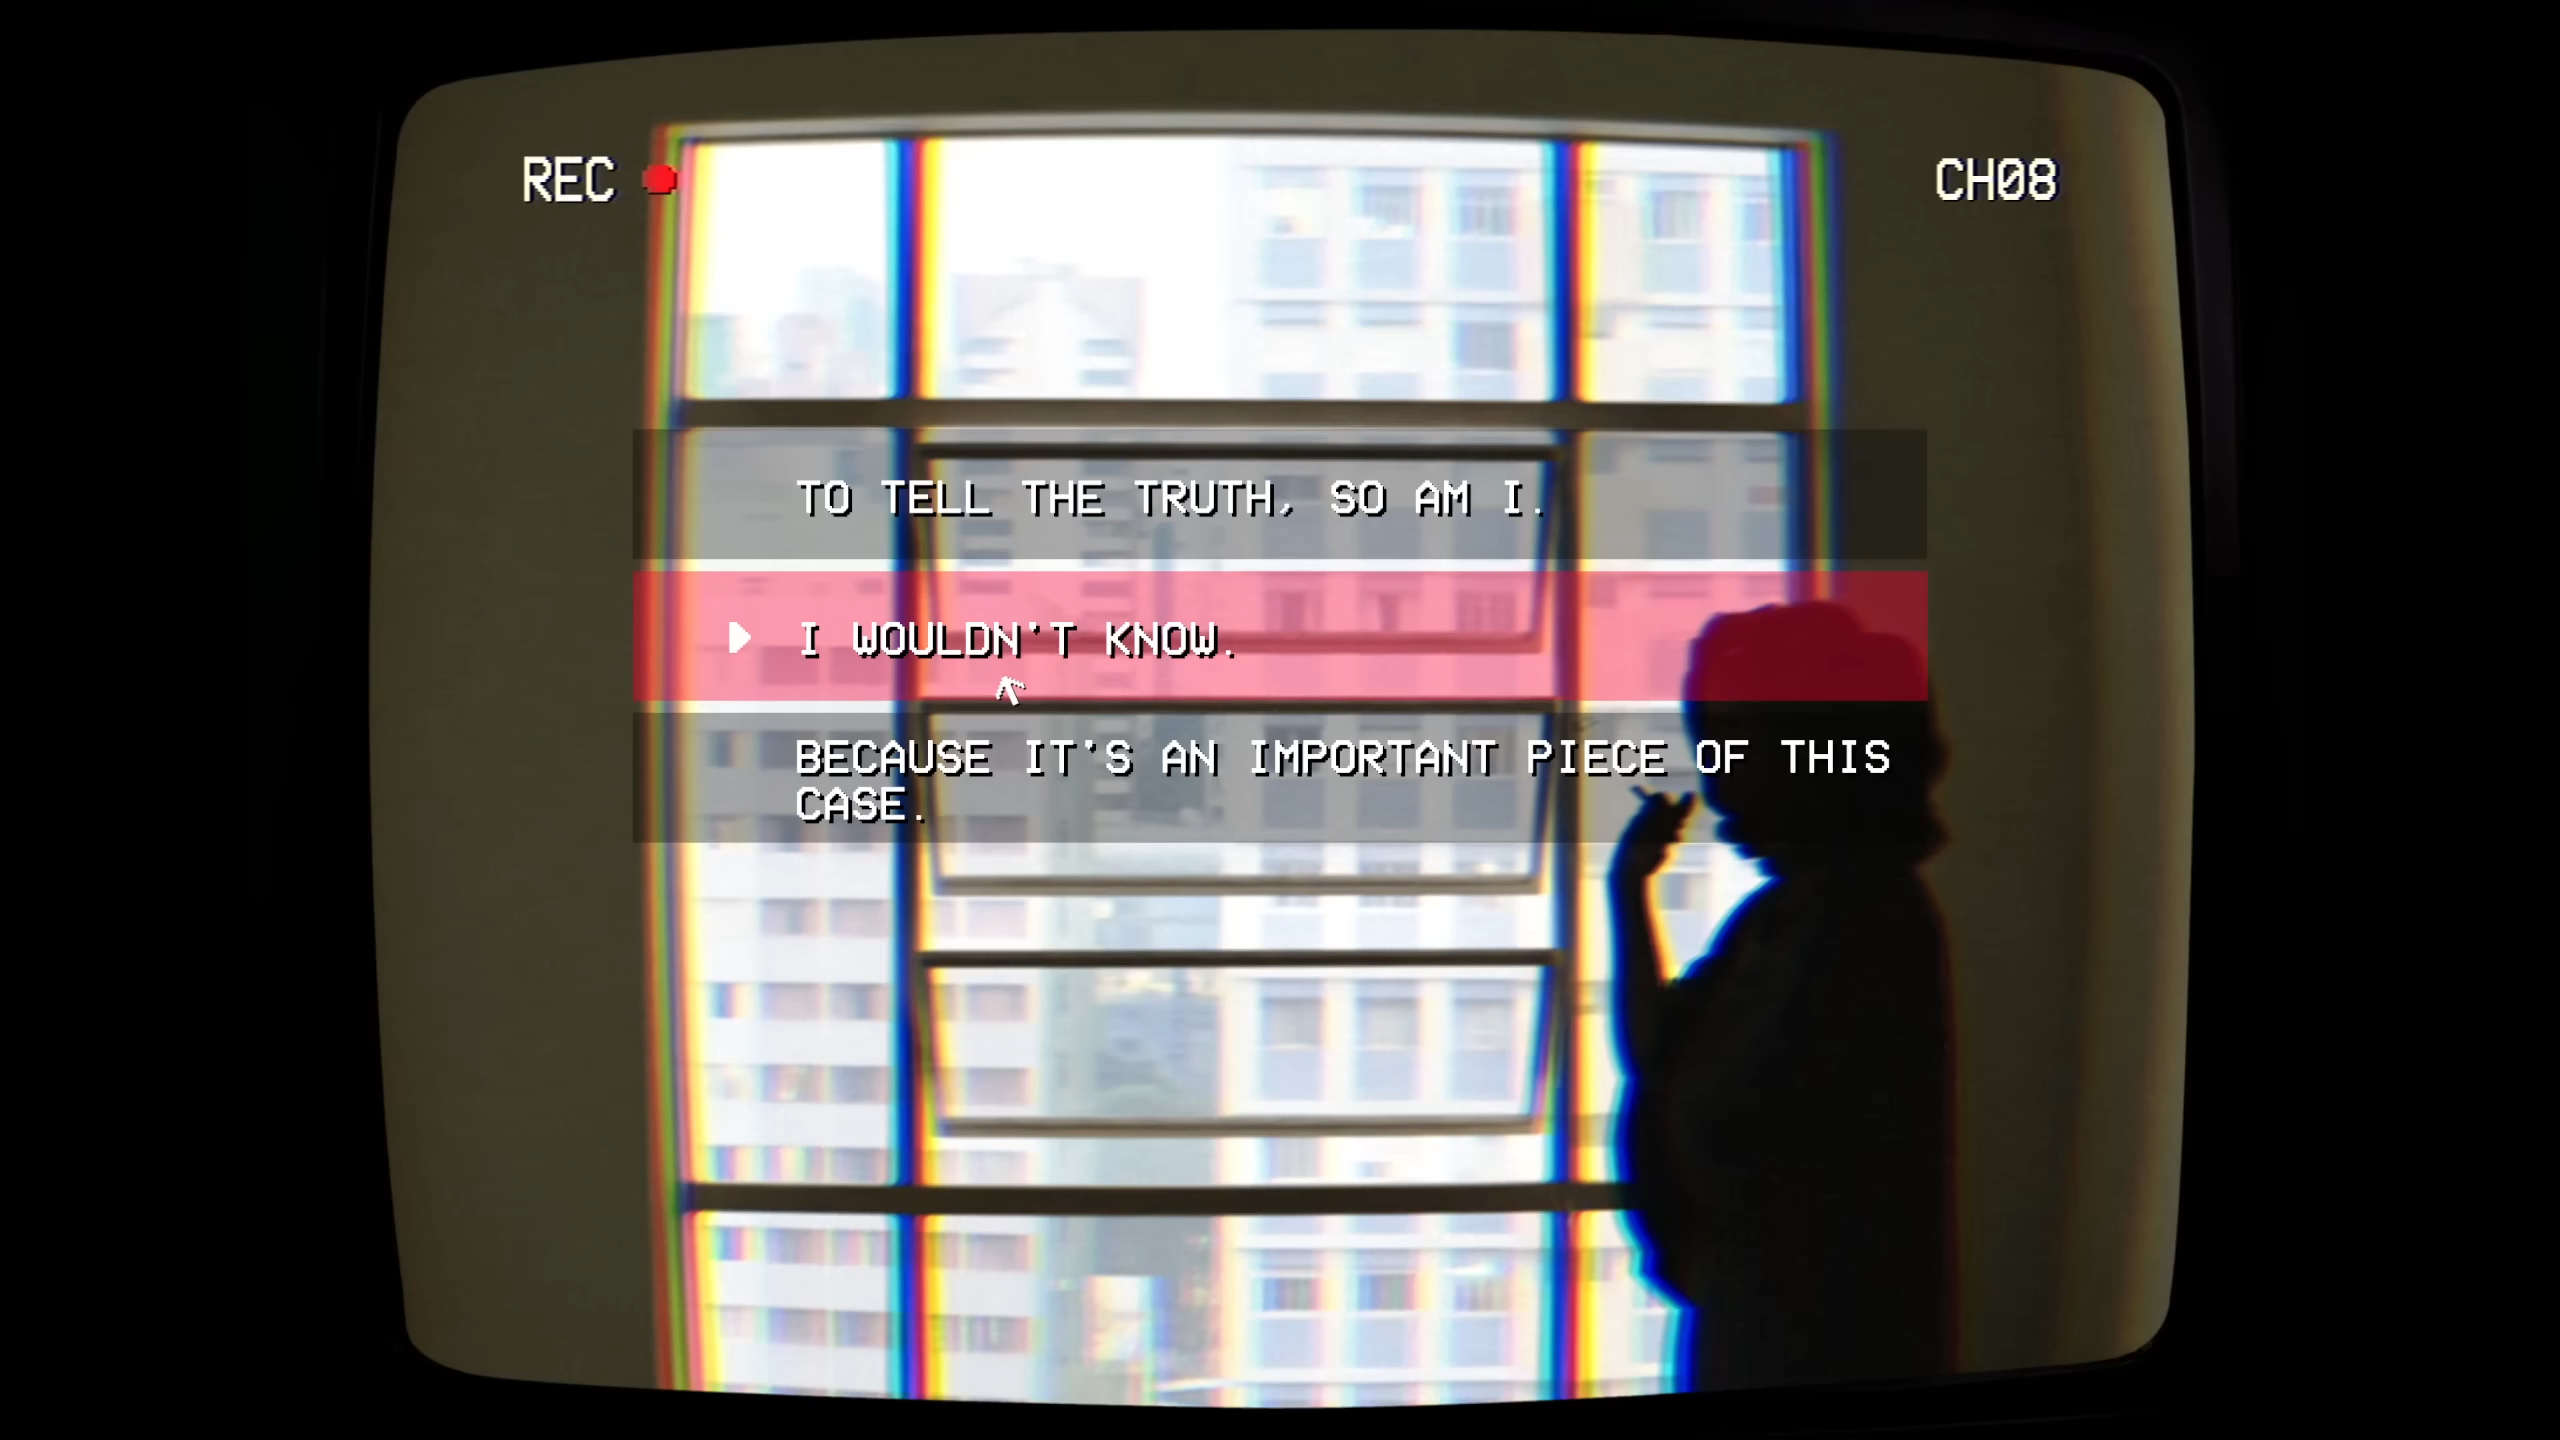 REC
CH08
TO TELL THE TRUTH, SO AM I.
I WOULDN'T KNOW.
BECAUSE IT'S AN IMPORTANT PIECE OF THIS
CASE.